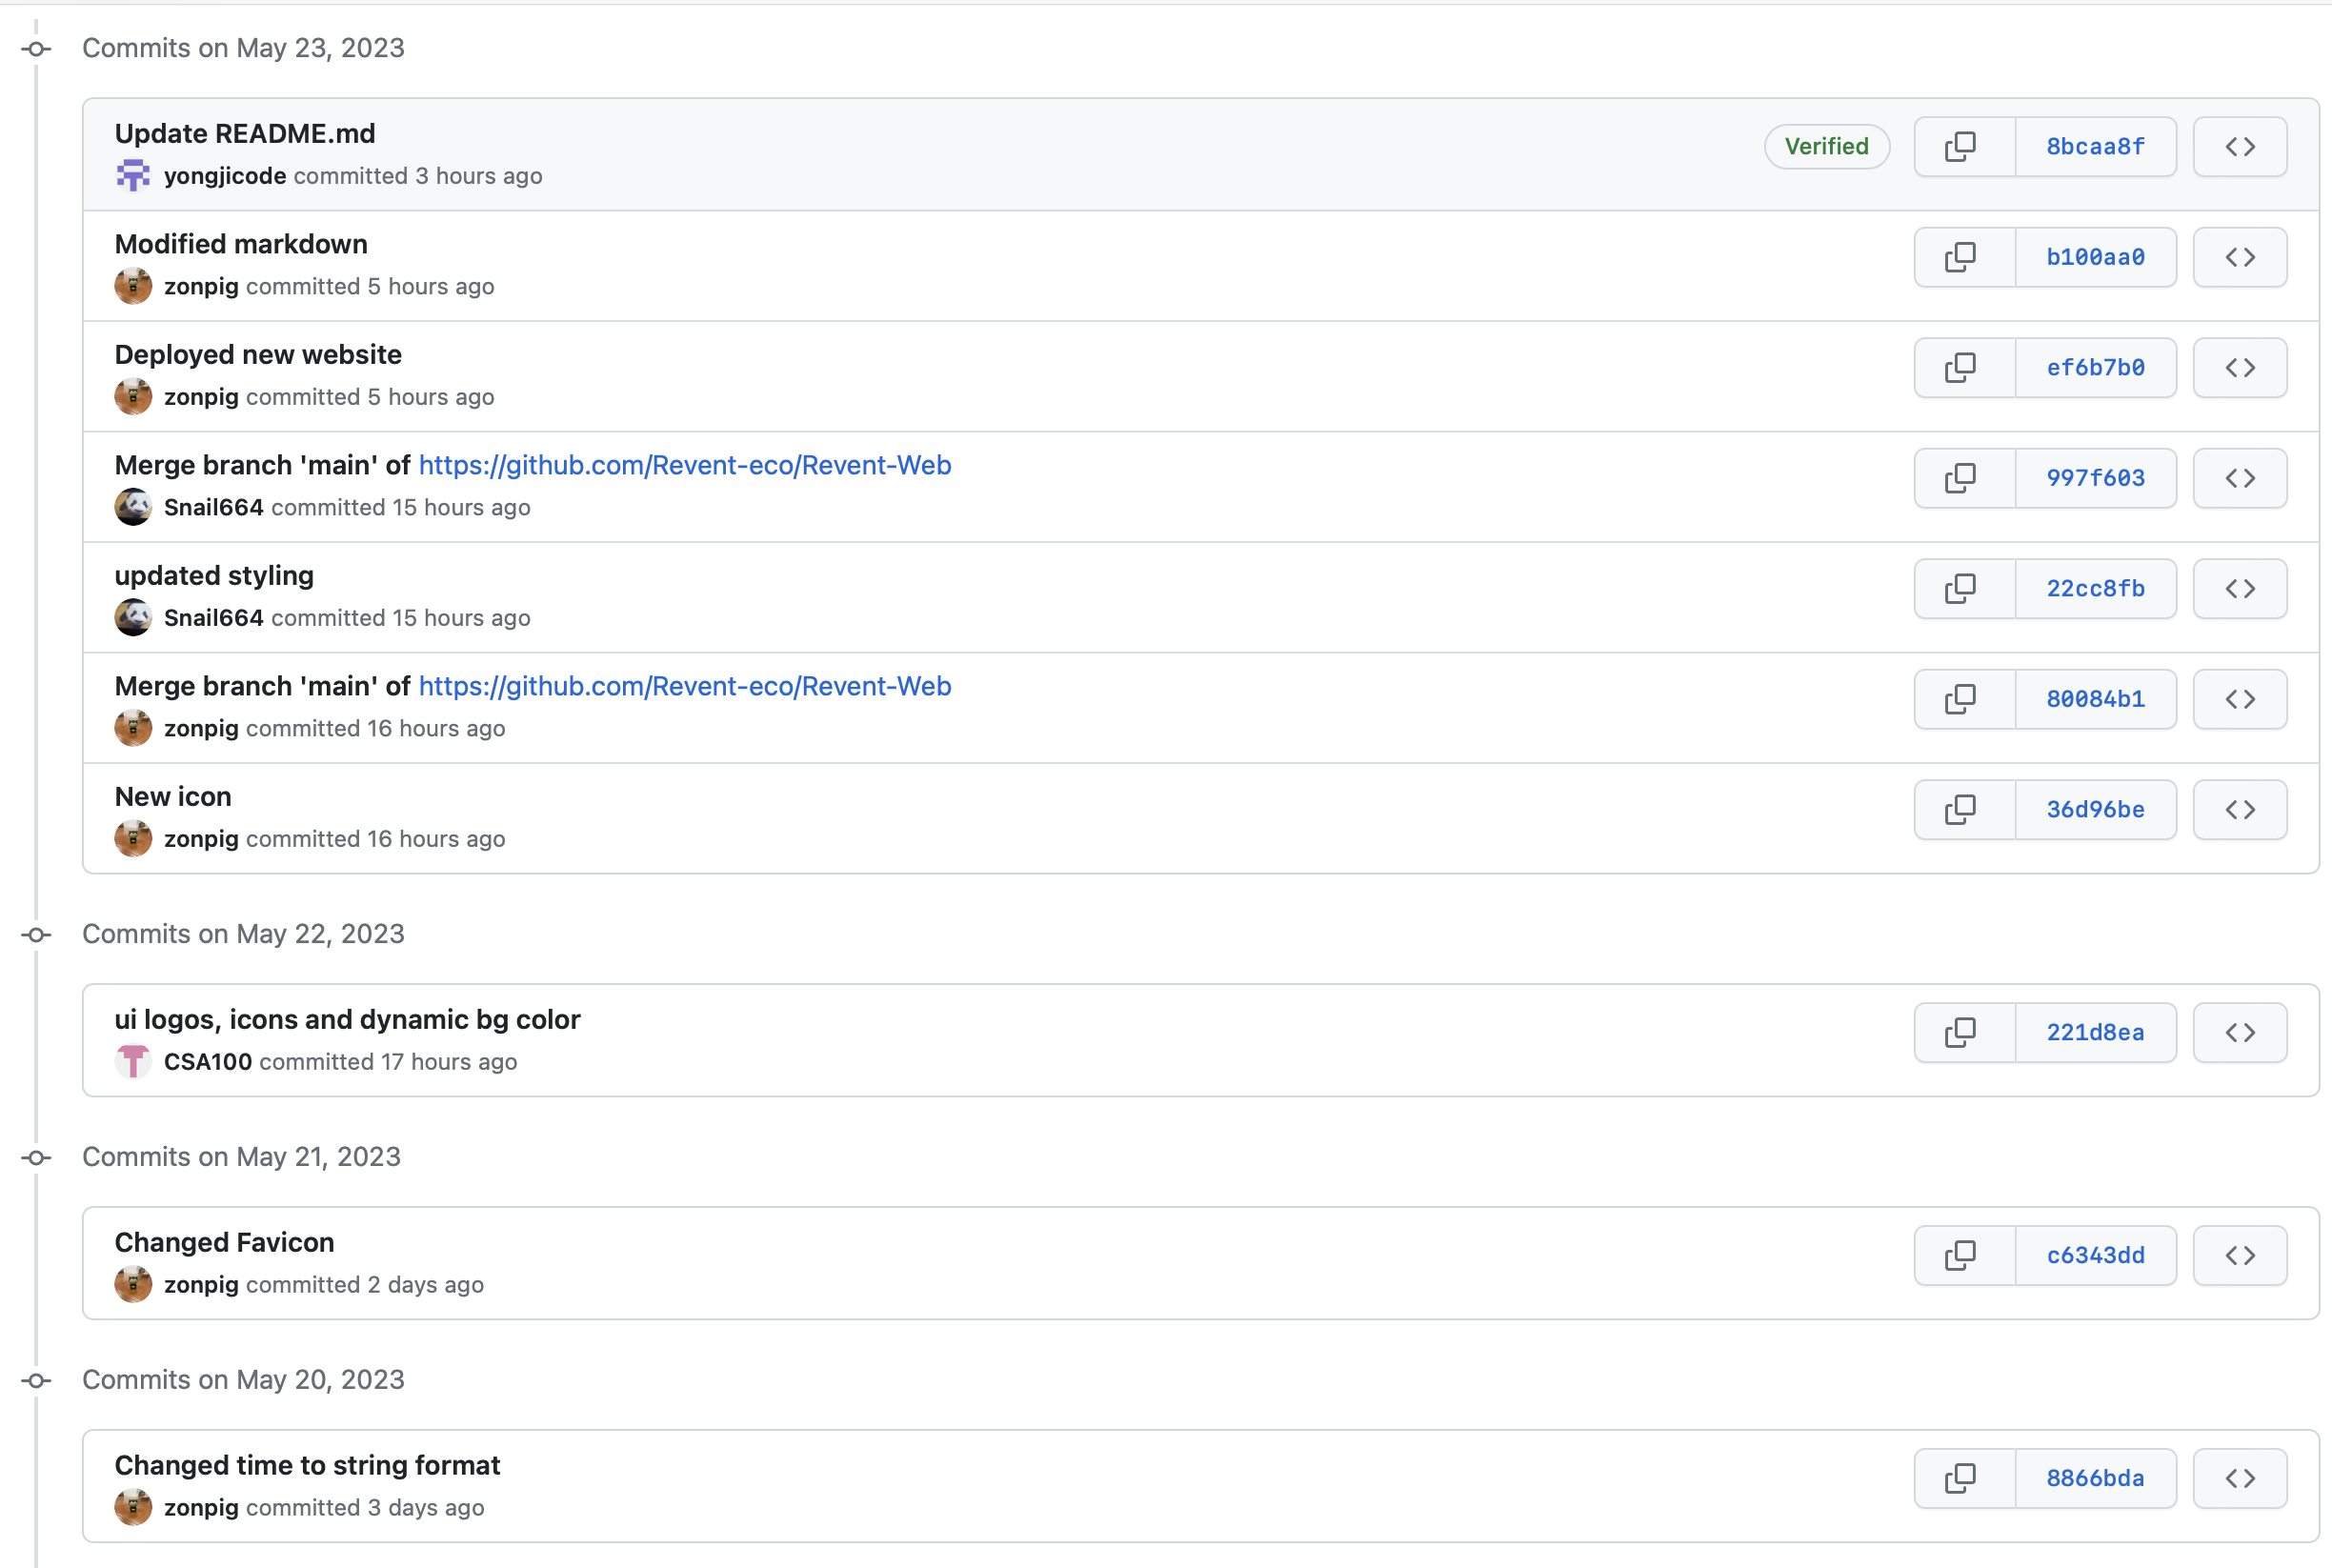 Commits on May 23, 2023
Update README.md
yongjicode committed 3 hours ago
Verified
8bcaa8f
Modified markdown
zonpig committed 5 hours ago
b100aa0
Deployed new website
zonpig committed 5 hours ago
ef6b7b0
Merge branch 'main' of https://github.com/Revent-eco/Revent-Web
Snail664 committed 15 hours ago
997f603
updated styling
Snail664 committed 15 hours ago
22cc8fb
Merge branch 'main' of https://github.com/Revent-eco/Revent-Web
zonpig committed 16 hours ago
80084b1
New icon
zonpig committed 16 hours ago
36d96be
Commits on May 22, 2023
ui logos, icons and dynamic bg color
CSA100 committed 17 hours ago
221d8ea
Commits on May 21, 2023
Changed Favicon
zonpig committed 2 days ago
c6343dd
Commits on May 20, 2023
Changed time to string format
zonpig committed 3 days ago
8866bda